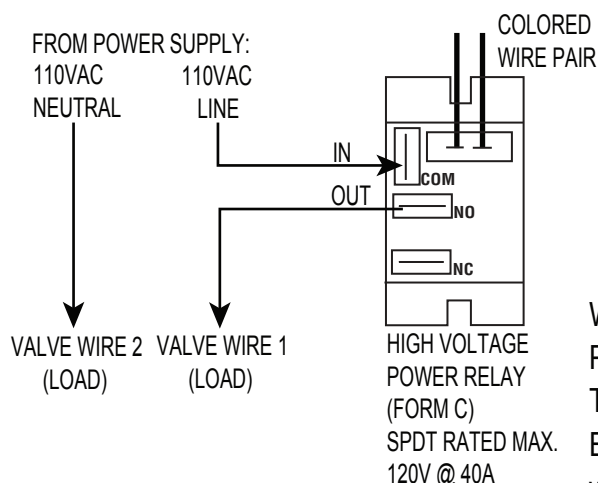 FROM POWER SUPPLY:
110VAC
NEUTRAL
110VAC
LINE
COLORED
WIRE PAIR
IN
OUT
COM
NO
NC
VALVE WIRE 2
(LOAD)
VALVE WIRE 1
(LOAD)
HIGH VOLTAGE
POWER RELAY
(FORM C)
SPDT RATED MAX.
120V @ 40A